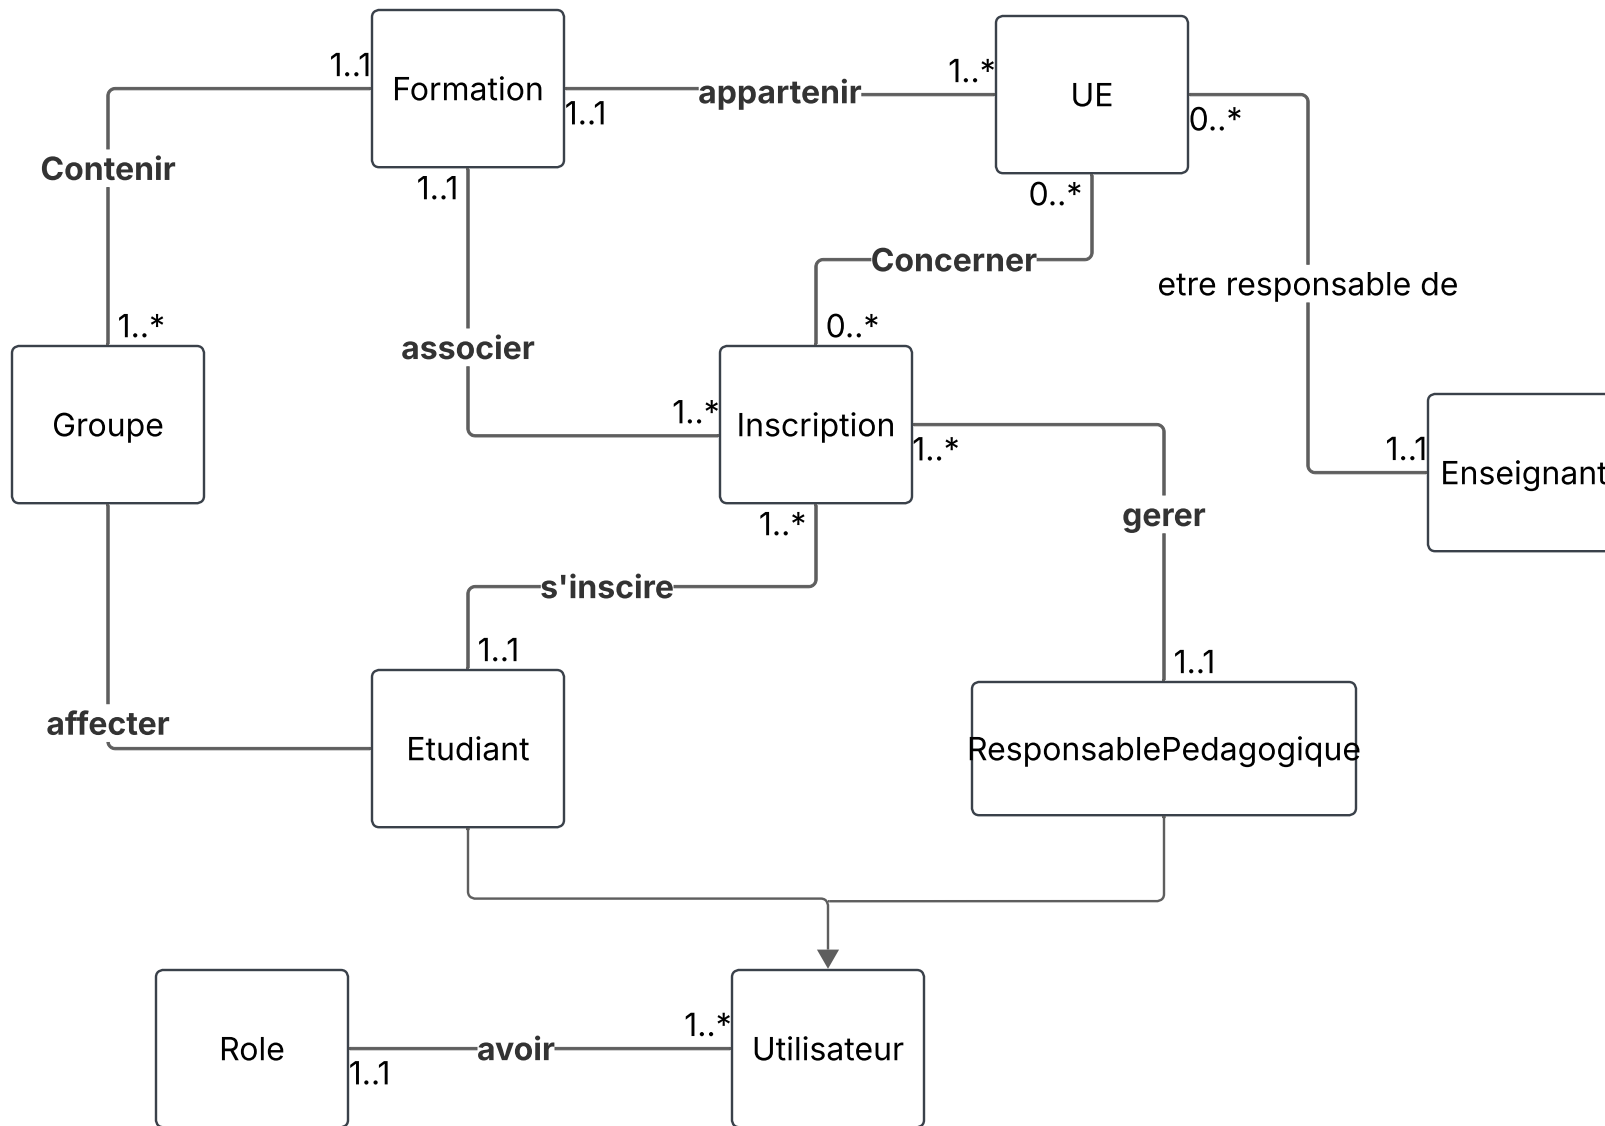 1..1
Formation
1..1
appartenir
1..*
UE
0..*
Contenir
1..1
0..*
Concerner
etre responsable de
1..*
0..*
associer
Groupe
1..*
Inscription
1..*
1..1
Enseignant
1..*
gerer
s'inscire
1..1
1..1
affecter
Etudiant
ResponsablePedagogique
Role
1..1
avoir
1..*
Utilisateur